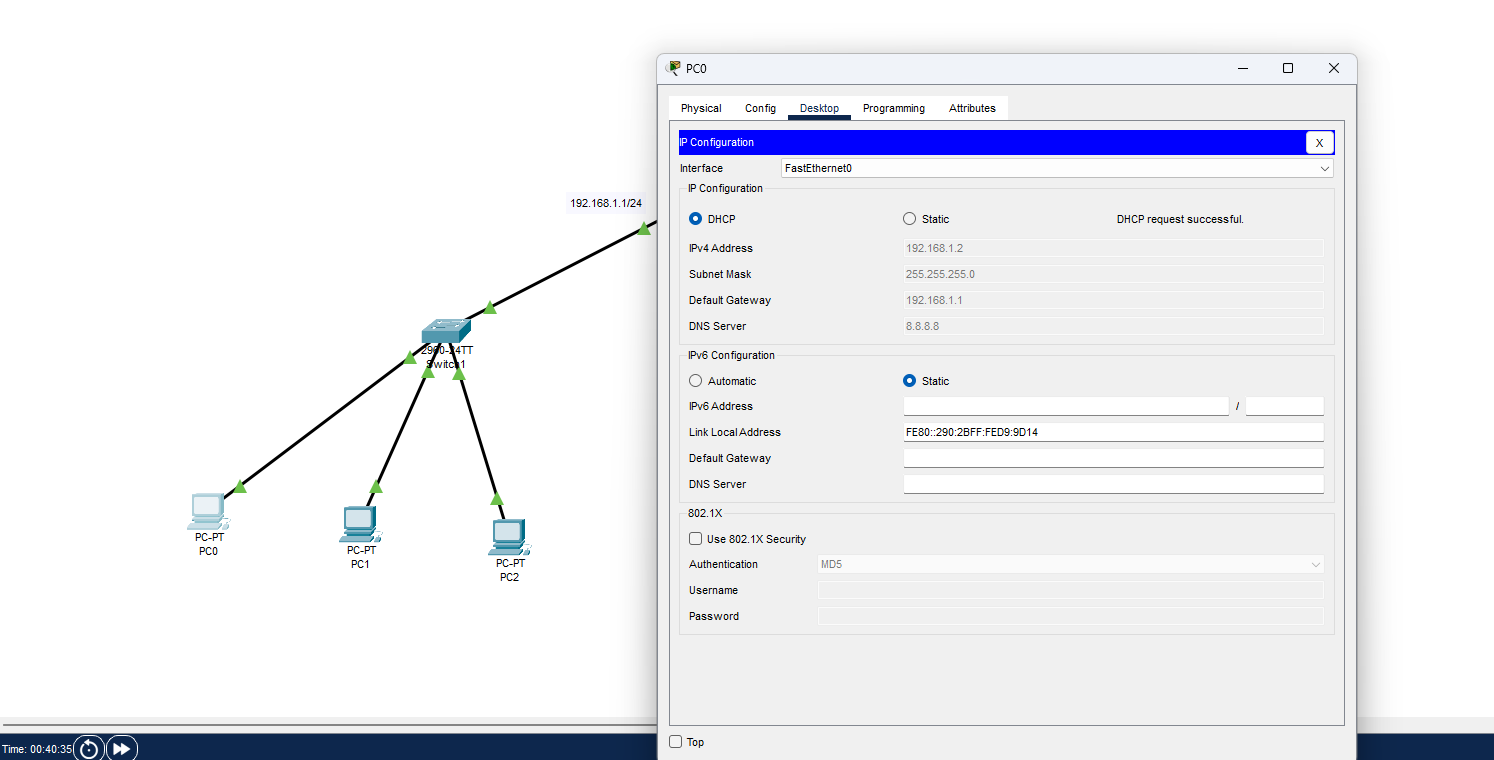 PC0
Physical Config Desktop Programming Attributes
IP Configuration X
Interface FastEthernet0
IP Configuration
DHCP Static DHCP request successful.
IPv4 Address 192.168.1.2
Subnet Mask 255.255.255.0
Default Gateway 192.168.1.1
DNS Server 8.8.8.8
IPv6 Configuration
Automatic Static
IPv6 Address /
Link Local Address FE80::290:2BFF:FED9:9D14
Default Gateway
DNS Server
802.1X
Use 802.1X Security
Authentication MD5
Username
Password
Top
192.168.1.1/24
2960-24TT
Switch1
PC-PT
PC0
PC-PT
PC1
PC-PT
PC2
Time: 00:40:35